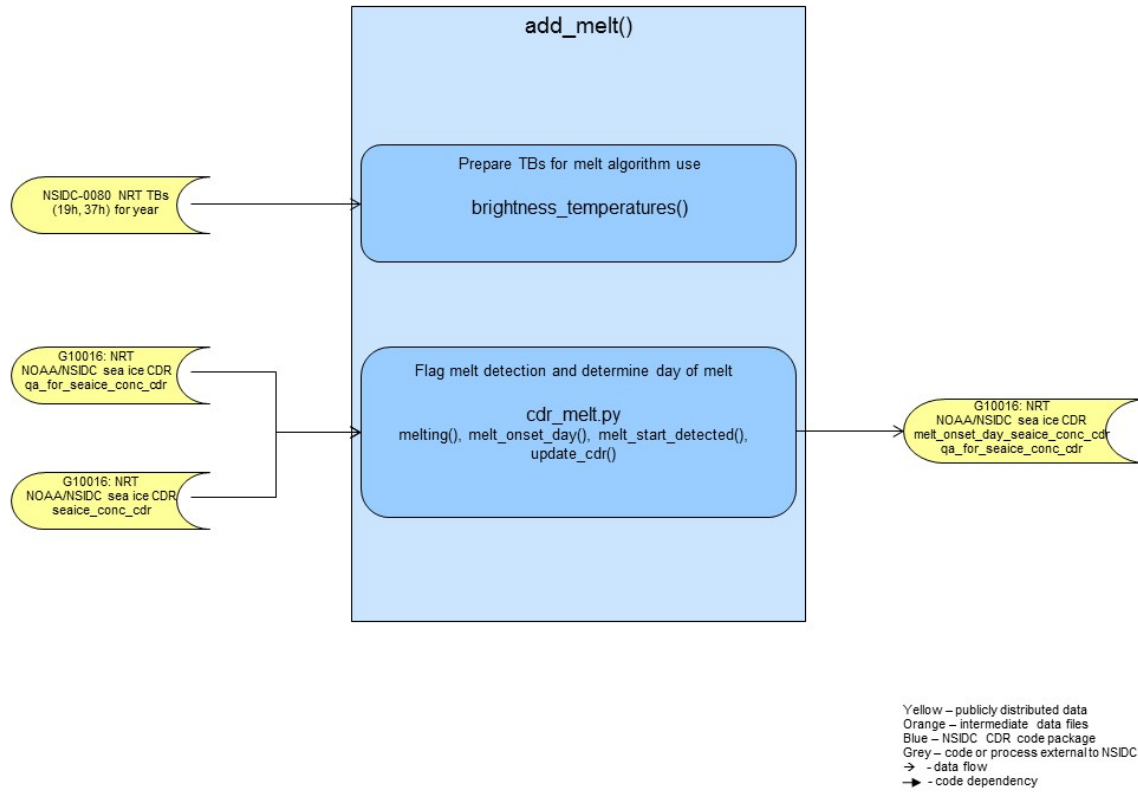 add_melt()
Prepare TBs for melt algorithm use
brightness_temperatures()
NSIDC-0080 NRT TBs
(19h, 37h) for year
G10016: NRT
NOAA/NSIDC sea ice CDR
qa_for_seaice_conc_cdr
Flag melt detection and determine day of melt
cdr_melt.py
melting(), melt_onset_day(), melt_start_detected(),
update_cdr()
G10016: NRT
NOAA/NSIDC sea ice CDR
melt_onset_day_seaice_conc_cdr
qa_for_seaice_conc_cdr
G10016: NRT
NOAA/NSIDC sea ice CDR
seaice_conc_cdr
Yellow – publicly distributed data
Orange – intermediate data files
Blue – NSIDC CDR code package
Grey – code or process external to NSIDC
→ - data flow
→ - code dependency